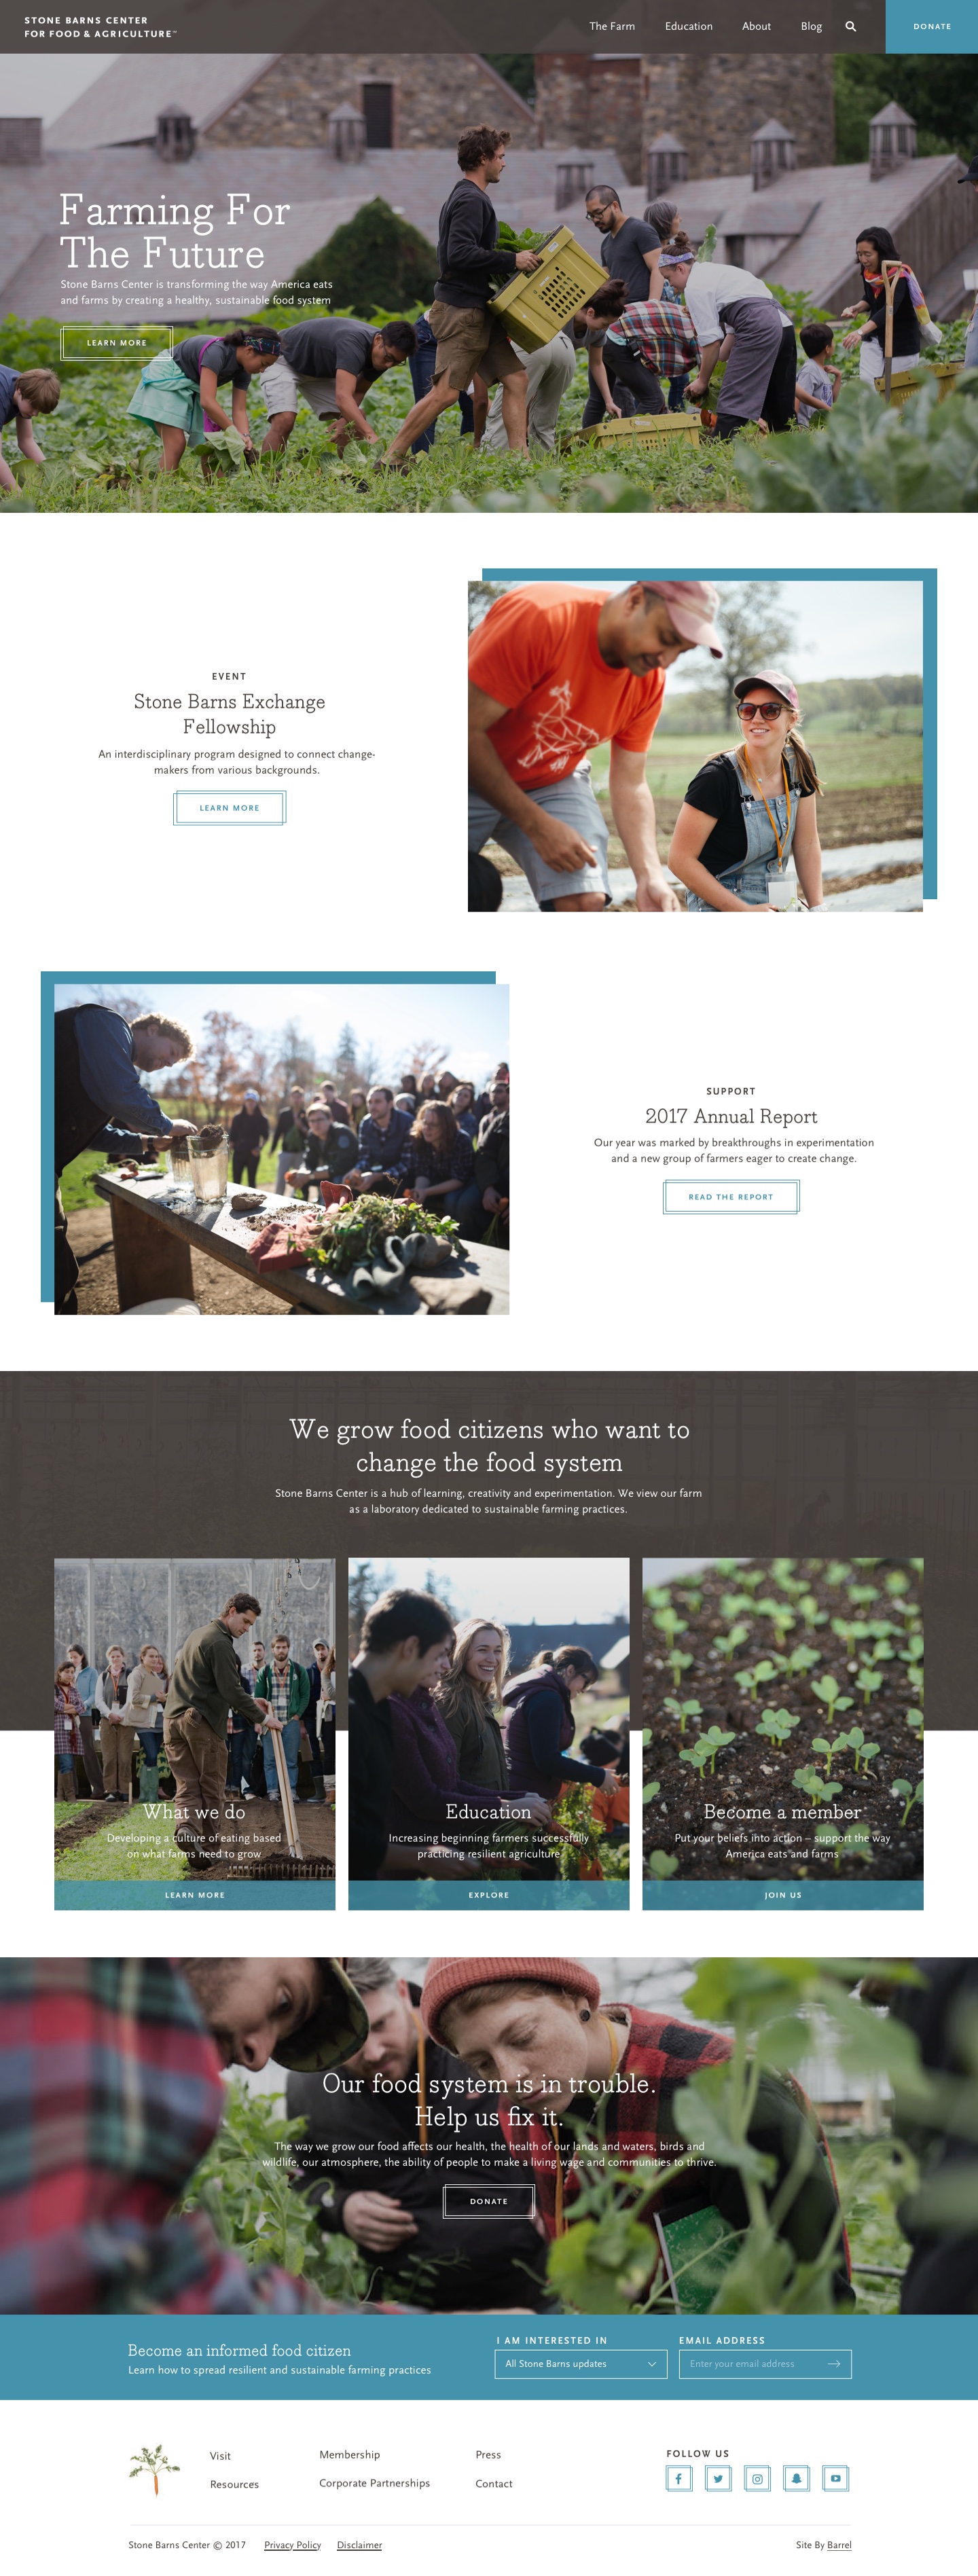 STONE BARNS CENTER
FOR FOOD & AGRICULTURE™
The Farm
Education
About
Blog
DONATE
Farming For
The Future
Stone Barns Center is transforming the way America eats
and farms by creating a healthy, sustainable food system
LEARN MORE
EVENT
Stone Barns Exchange
Fellowship
An interdisciplinary program designed to connect change-
makers from various backgrounds.
LEARN MORE
SUPPORT
2017 Annual Report
Our year was marked by breakthroughs in experimentation
and a new group of farmers eager to create change.
READ THE REPORT
We grow food citizens who want to
change the food system
Stone Barns Center is a hub of learning, creativity and experimentation. We view our farm
as a laboratory dedicated to sustainable farming practices.
What we do
Developing a culture of eating based
on what farms need to grow
LEARN MORE
Education
Increasing beginning farmers successfully
practicing resilient agriculture
EXPLORE
Become a member
Put your beliefs into action – support the way
America eats and farms
JOIN US
Our food system is in trouble.
Help us fix it.
The way we grow our food affects our health, the health of our lands and waters, birds and
wildlife, our atmosphere, the ability of people to make a living wage and communities to thrive.
DONATE
Become an informed food citizen
Learn how to spread resilient and sustainable farming practices
I AM INTERESTED IN
All Stone Barns updates
EMAIL ADDRESS
Enter your email address
Visit
Resources
Membership
Corporate Partnerships
Press
Contact
FOLLOW US
Stone Barns Center © 2017
Privacy Policy
Disclaimer
Site By Barrel